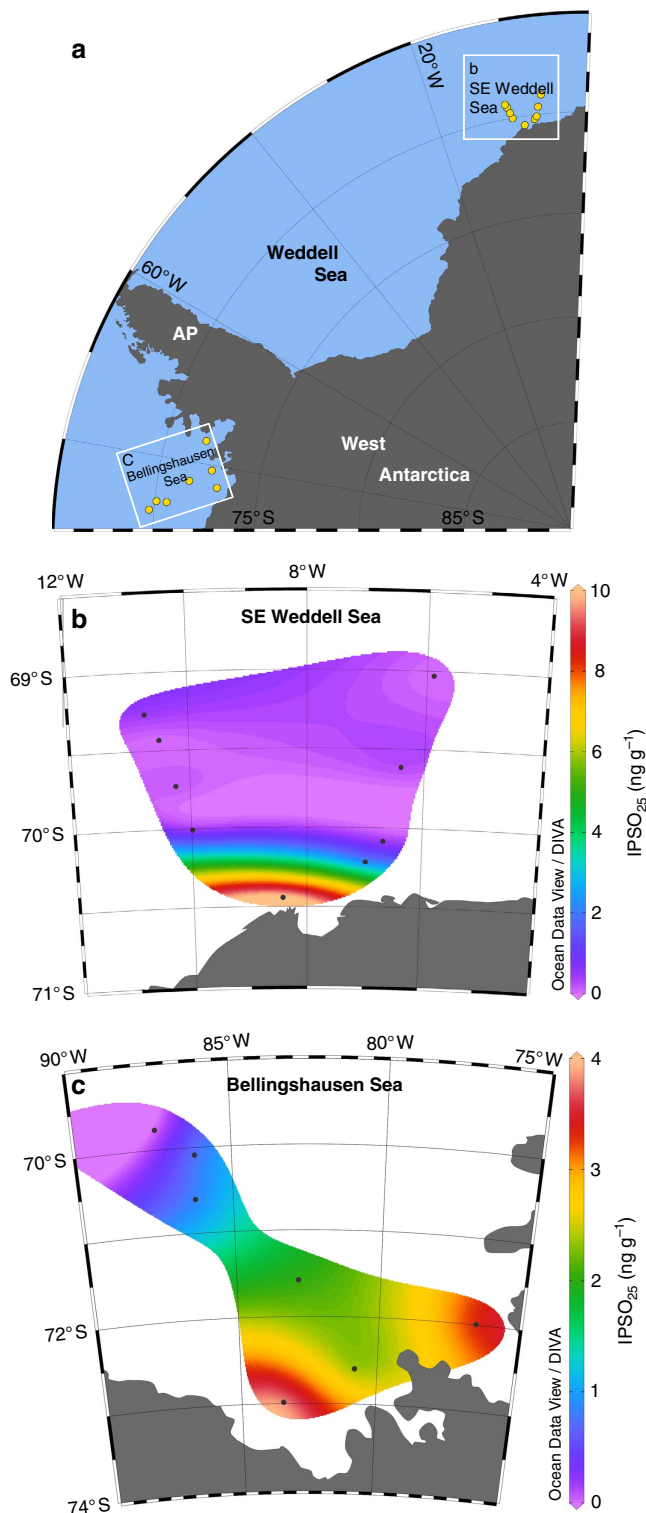 a
20°W
b
SE Weddell
Sea
Weddell
Sea
60°W
AP
C
Bellingshausen
Sea
West
Antarctica
75°S
85°S
12°W
8°W
4°W
b
SE Weddell Sea
69°S
70°S
71°S
10
8
6
4
2
0
IPSO25 (ng g−1)
Ocean Data View / DIVA
90°W
85°W
80°W
75°W
c
Bellingshausen Sea
70°S
72°S
74°S
4
3
2
1
0
IPSO25 (ng g−1)
Ocean Data View / DIVA